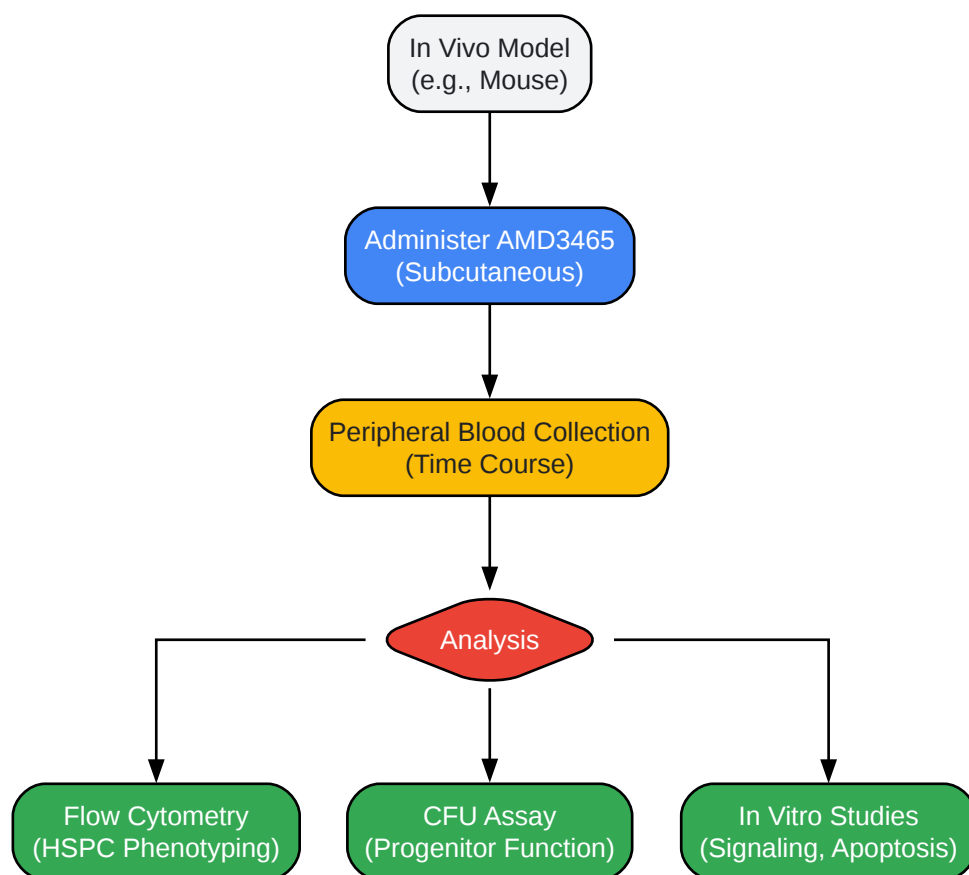 In Vivo Model
(e.g., Mouse)
Administer AMD3465
(Subcutaneous)
Peripheral Blood Collection
(Time Course)
Analysis
Flow Cytometry
(HSPC Phenotyping)
CFU Assay
(Progenitor Function)
In Vitro Studies
(Signaling, Apoptosis)